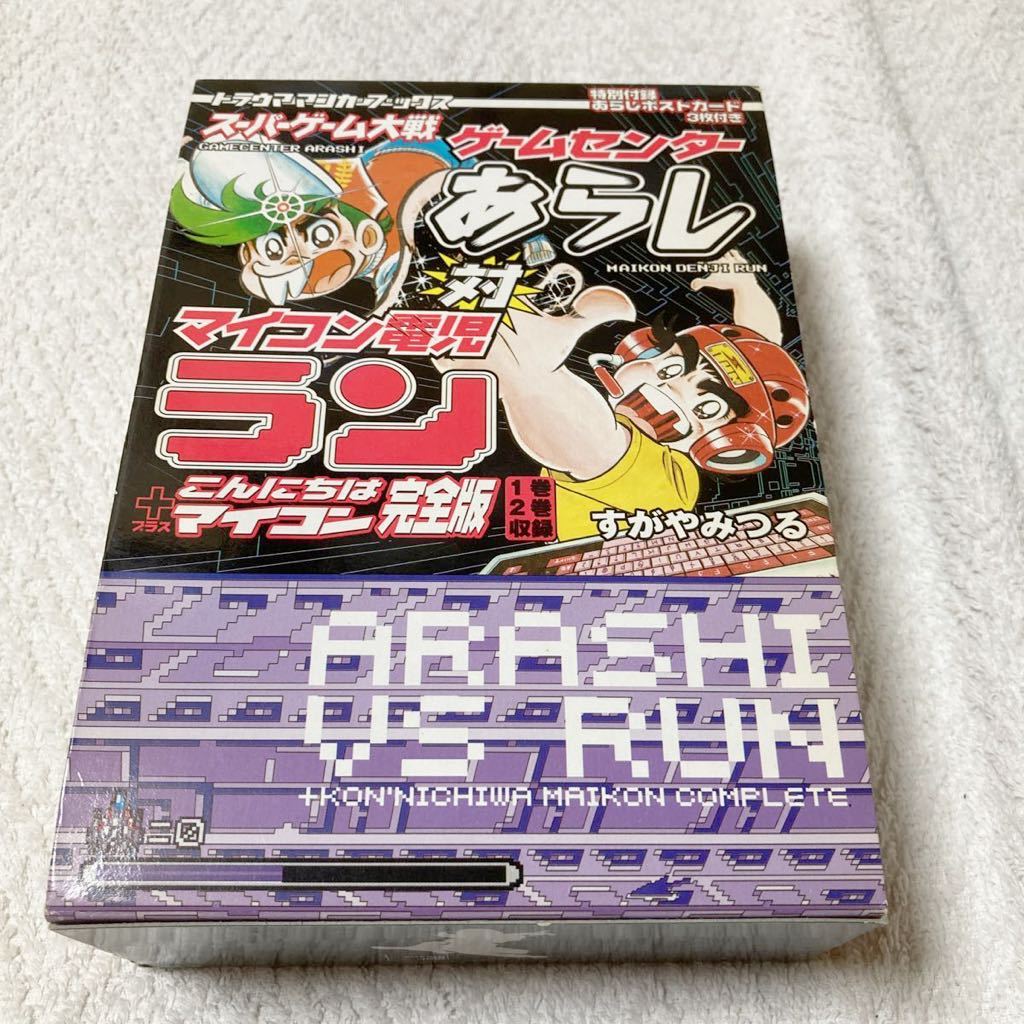 トラウママンガブックス
スーパーゲーム大戦
GAMECENTER ARASHI
特別付録
あらしポストカード
3枚付き
ゲームセンター
あらし
MAIKON DENJI RUN
対
マイコン電児
ラン
+
プラス
こんにちは
マイコン
完全版
1巻
2巻
収録
すがやみつる
ARASHI
VS RUN
+KON'NICHIWA MAIKON COMPLETE